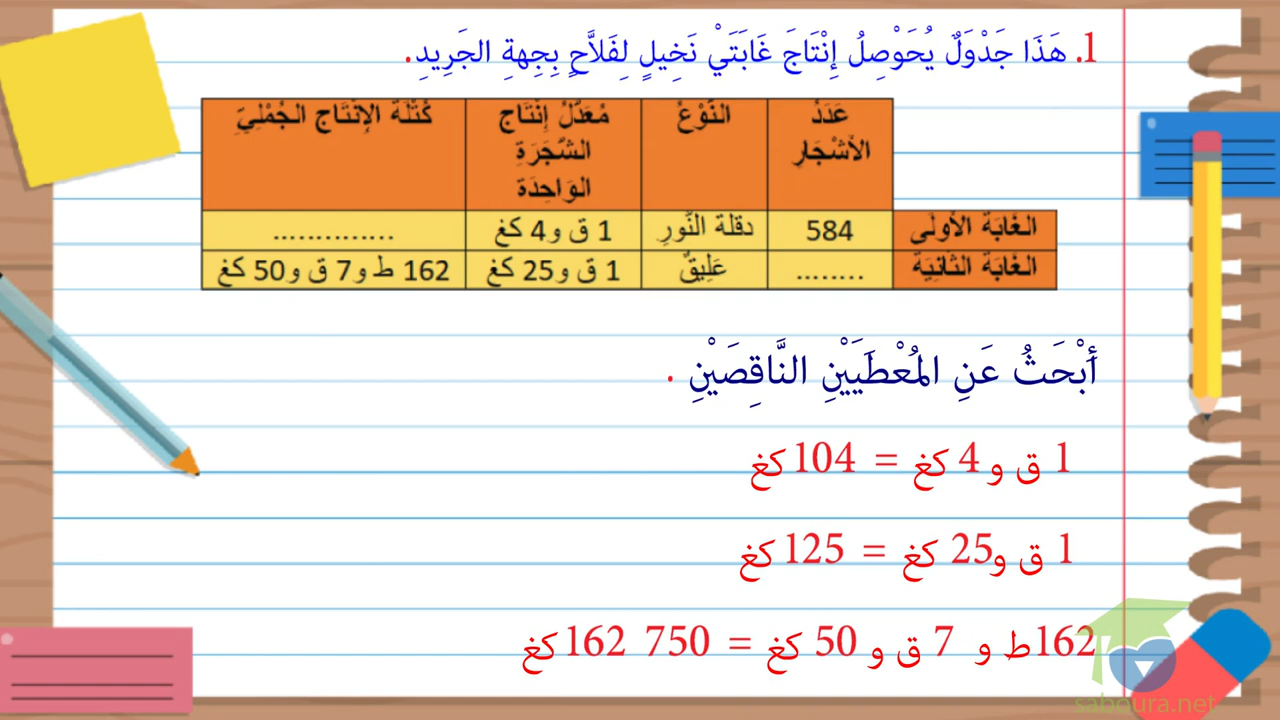 1. هَذَا جَدْوَلٌ يُحَوْصِلُ إِنْتَاجَ غَابَتَيْ نَخِيلٍ لِفَلاَّحٍ بِجِهةِ الجَرِيدِ.
عَدَدُ الأَشْجَارِ | النَّوْعُ | مُعَدَّلُ إِنْتَاجِ الشَّجَرَةِ الوَاحِدَة | كُتْلَةُ الإِنْتَاجِ الجُمْلِيِّ
الغَابَة الأُولَى | 584 | دقلة النُّورِ | 1 ق و4 كغ | ..............
الغَابَة الثَّانِيَة | ........ | عَلِيقٌ | 1 ق و25 كغ | 162 ط و7 ق و50 كغ
أَبْحَثُ عَنِ المُعْطَيَيْنِ النَّاقِصَيْنِ .
1 ق و 4 كغ = 104 كغ
1 ق و25 كغ = 125 كغ
162 ط و 7 ق و 50 كغ = 750 162 كغ
saboura.net